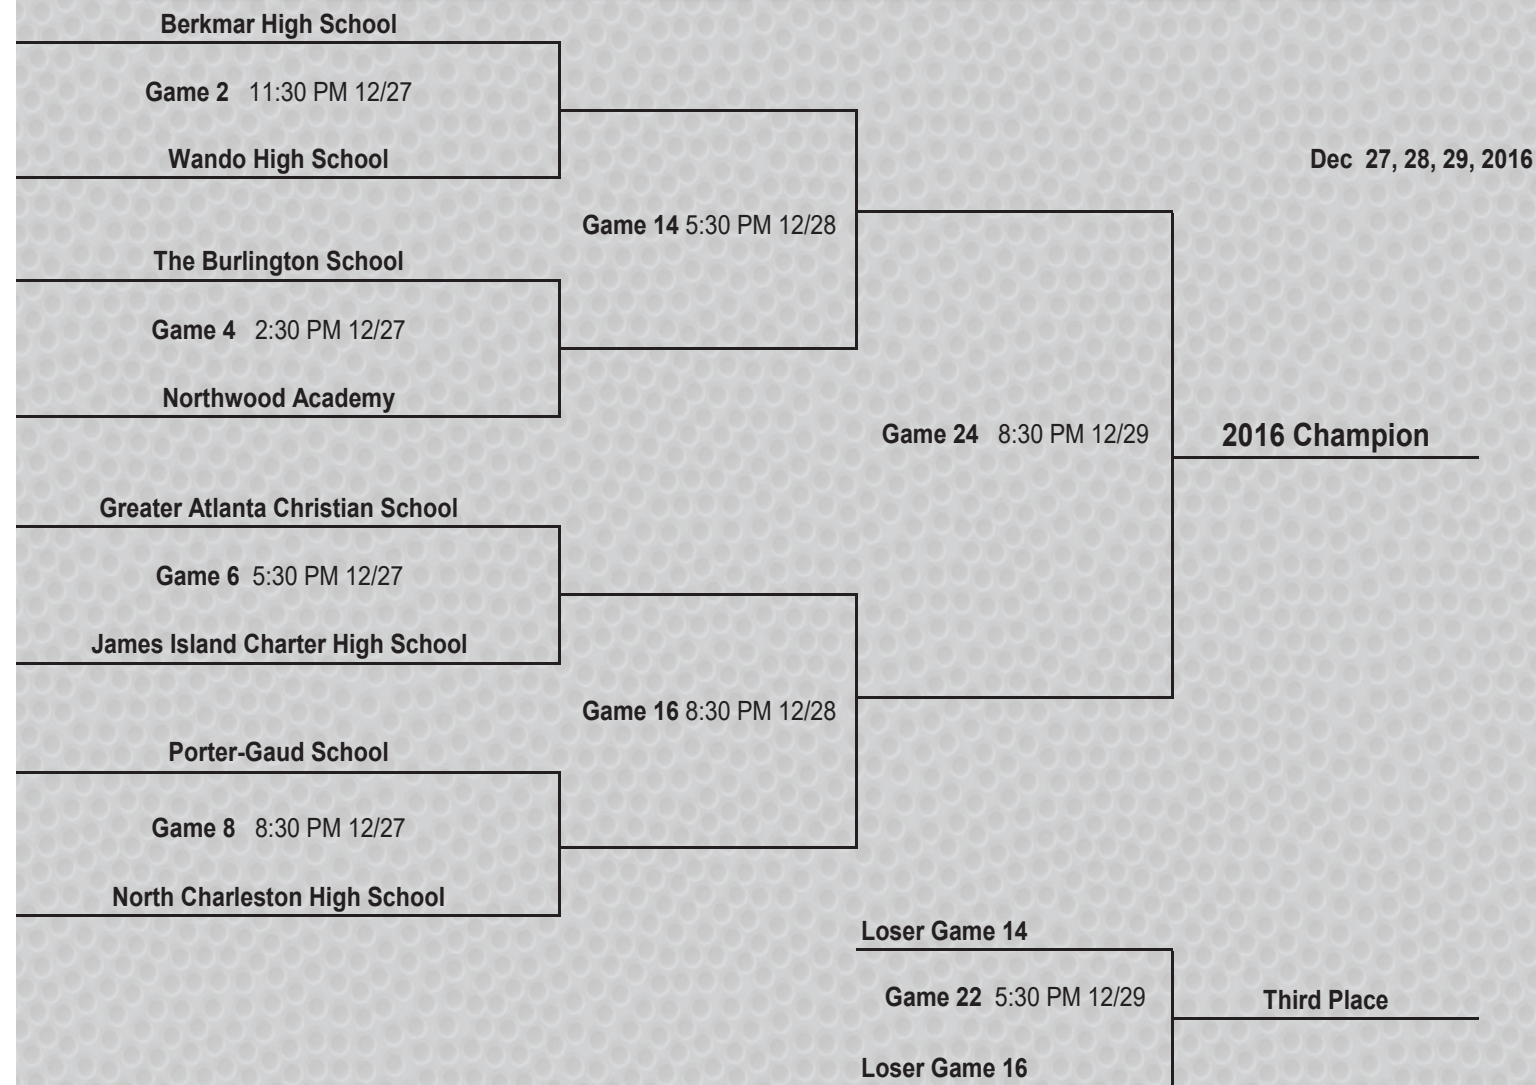 Berkmar High School
Game 2 11:30 PM 12/27
Wando High School
Dec 27, 28, 29, 2016
Game 14 5:30 PM 12/28
The Burlington School
Game 4 2:30 PM 12/27
Northwood Academy
Game 24 8:30 PM 12/29
2016 Champion
Greater Atlanta Christian School
Game 6 5:30 PM 12/27
James Island Charter High School
Game 16 8:30 PM 12/28
Porter-Gaud School
Game 8 8:30 PM 12/27
North Charleston High School
Loser Game 14
Game 22 5:30 PM 12/29
Third Place
Loser Game 16